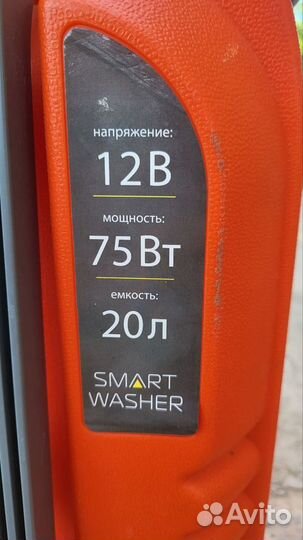 напряжение:
12В
мощность:
75Вт
емкость:
20л
SMART
WASHER
Avito